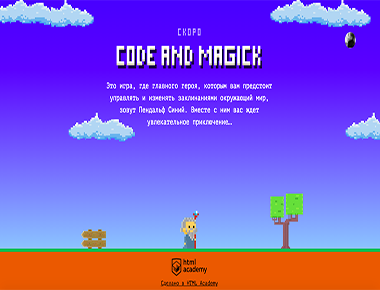 СКОРО
CODE AND MAGICK
Это игра, где главного героя, которым вам предстоит
управлять и изменять заклинаниями окружающий мир,
зовут Пендальф Синий. Вместе с ним вас ждет
увлекательное приключение…
html
academy
Сделано в HTML Academy